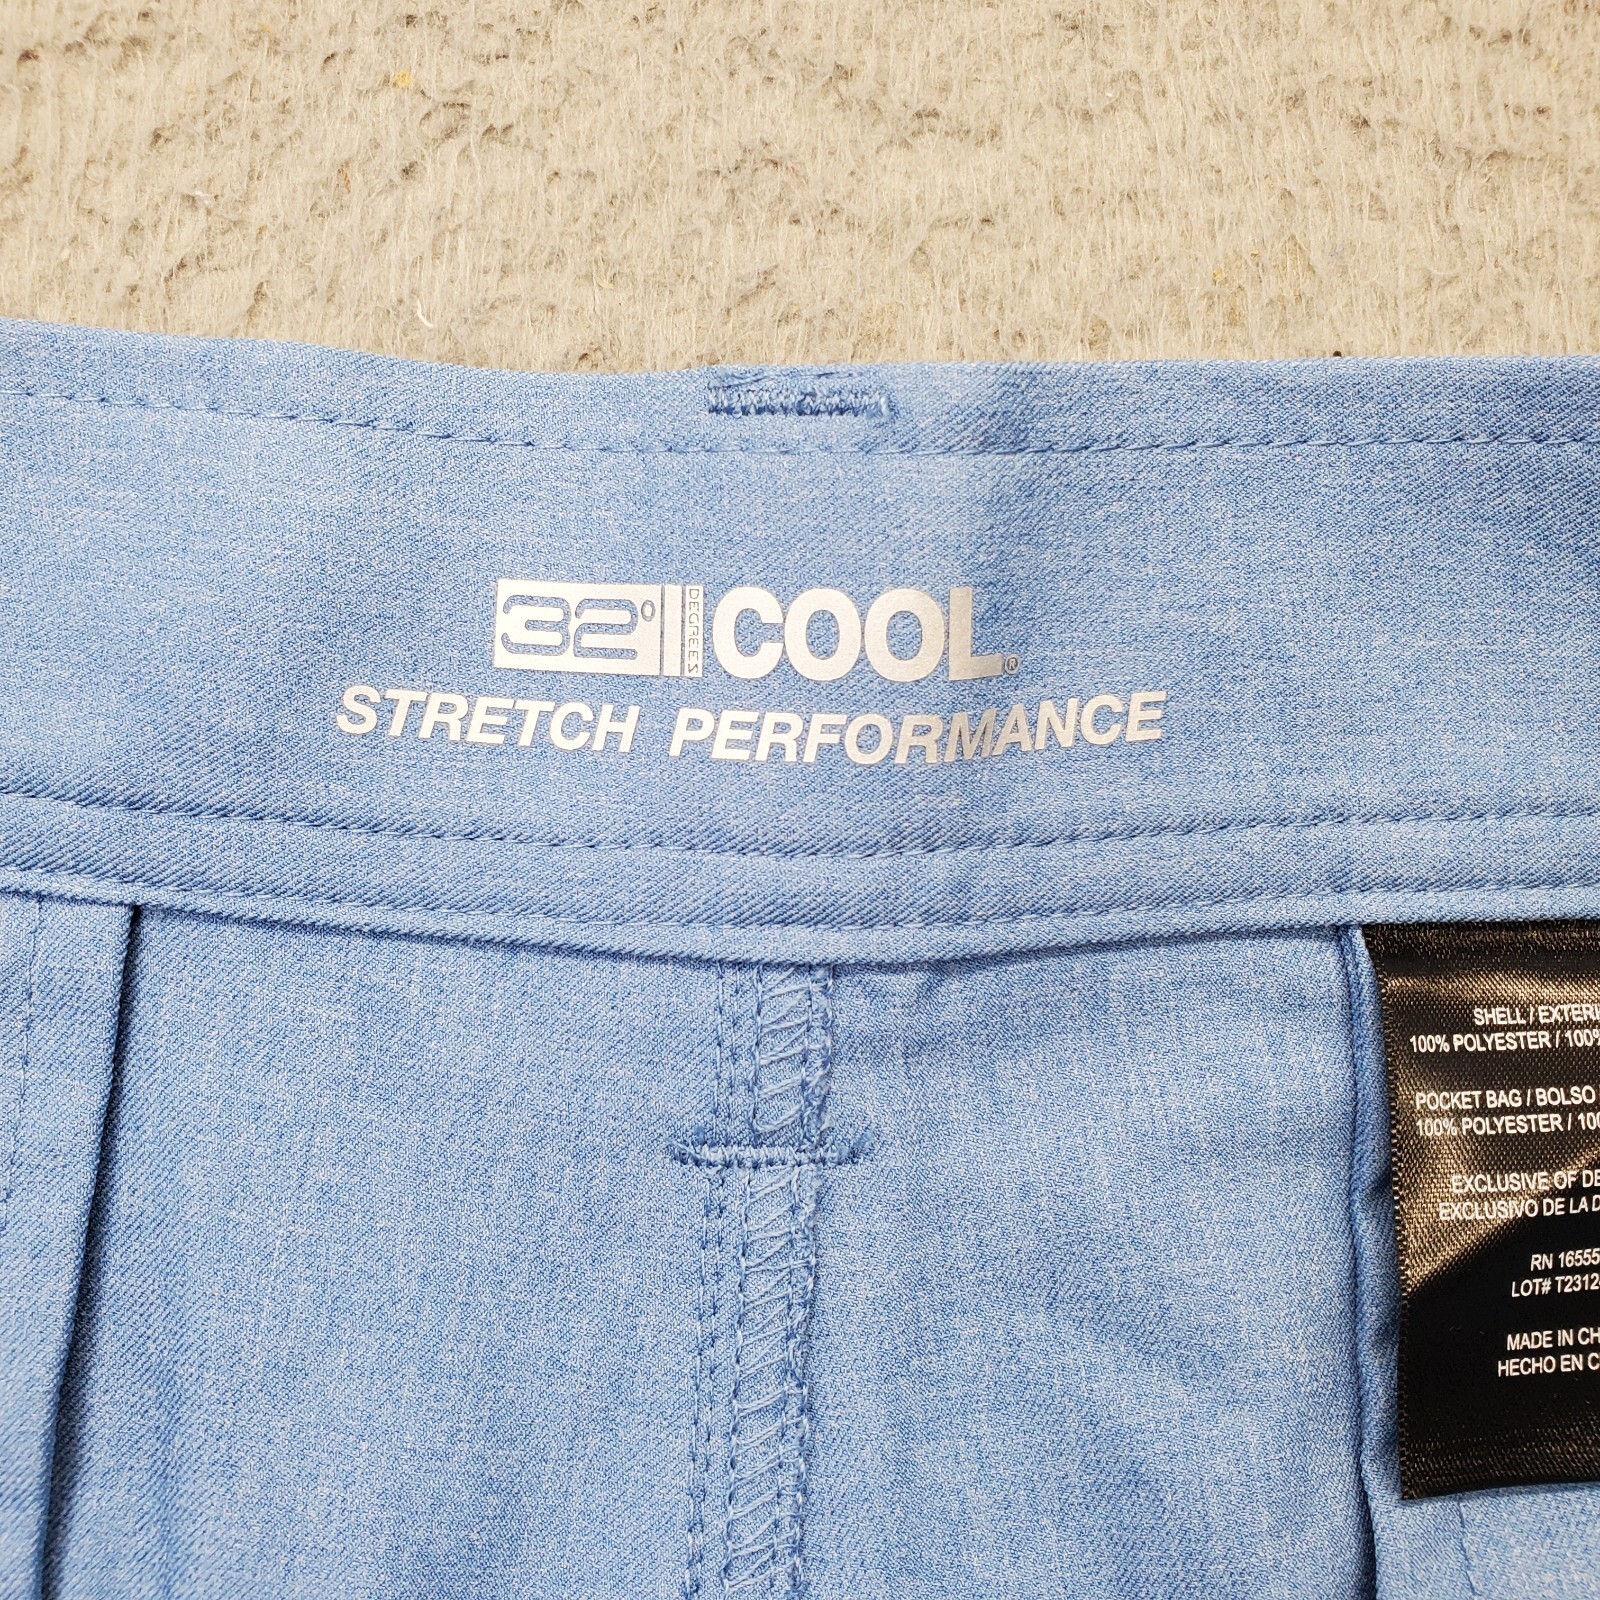 32° DEGREES COOL®
STRETCH PERFORMANCE
SHELL / EXTERI
100% POLYESTER / 100%
POCKET BAG / BOLSO
100% POLYESTER / 100
EXCLUSIVE OF DE
EXCLUSIVO DE LA D
RN 16555
LOT# T2312
MADE IN CH
HECHO EN C